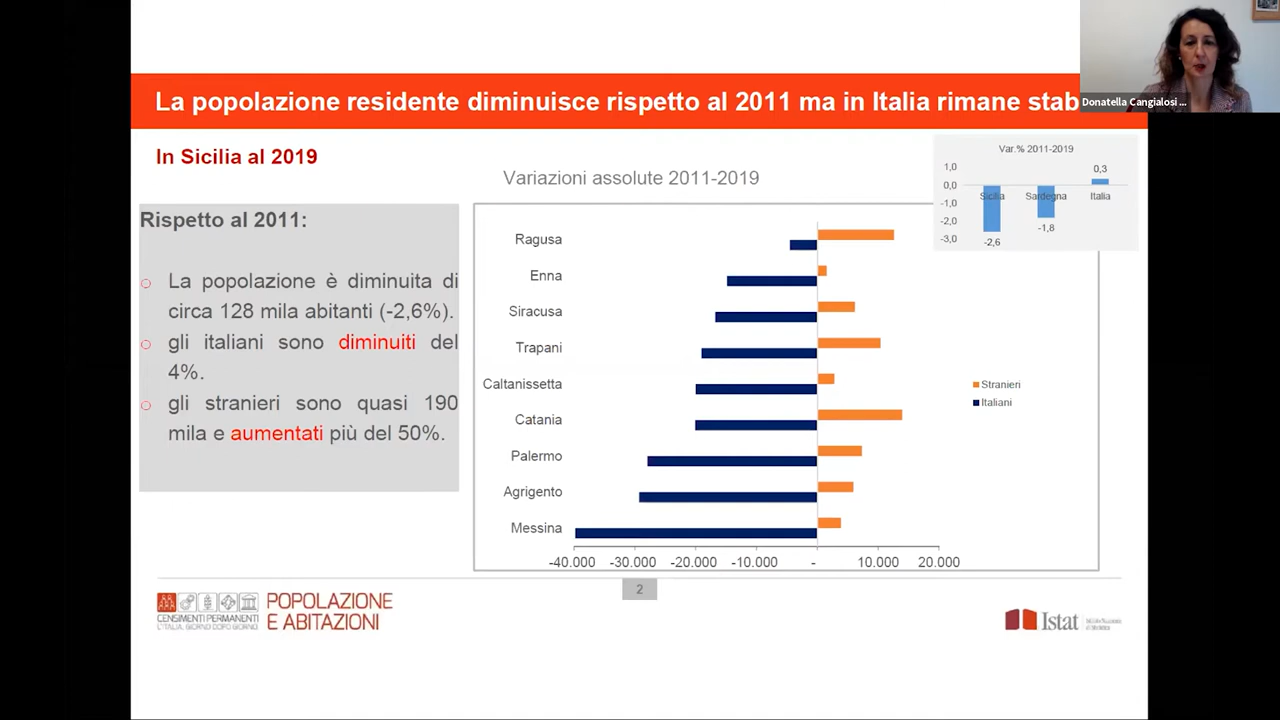 La popolazione residente diminuisce rispetto al 2011 ma in Italia rimane stab
Donatella Cangialosi ...
In Sicilia al 2019
Variazioni assolute 2011-2019
Var.% 2011-2019
1,0
0,0
-1,0
-2,0
-3,0
Sicilia
Sardegna
Italia
-2,6
-1,8
0,3
Rispetto al 2011:
La popolazione è diminuita di
circa 128 mila abitanti (-2,6%).
gli italiani sono diminuiti del
4%.
gli stranieri sono quasi 190
mila e aumentati più del 50%.
Ragusa
Enna
Siracusa
Trapani
Caltanissetta
Catania
Palermo
Agrigento
Messina
-40.000 -30.000 -20.000 -10.000 - 10.000 20.000
Stranieri
Italiani
2
CENSIMENTI PERMANENTI
L'ITALIA, GIORNO DOPO GIORNO
POPOLAZIONE
E ABITAZIONI
Istat